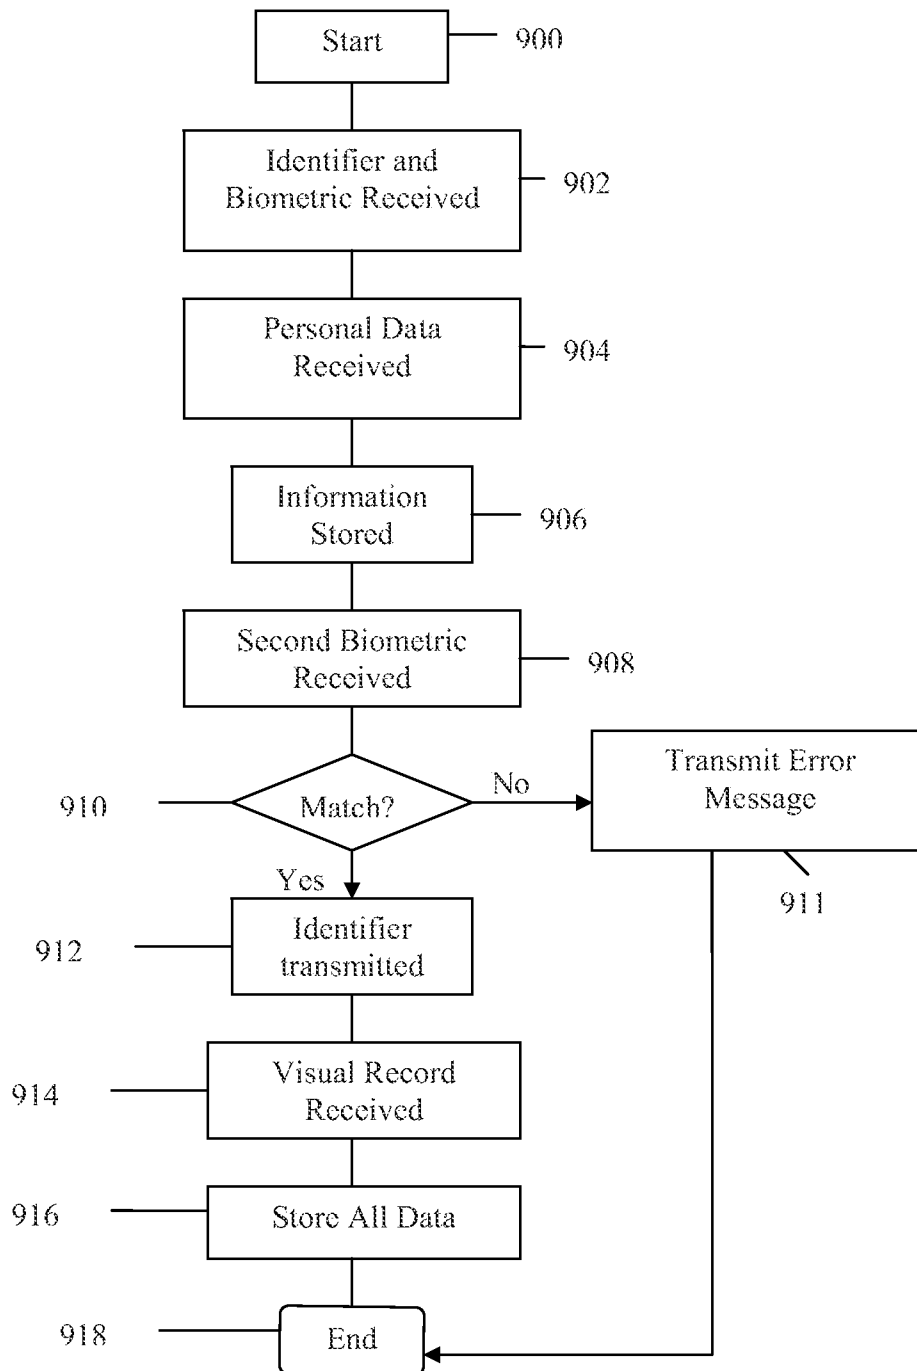 Start
900
Identifier and
Biometric Received
902
Personal Data
Received
904
Information
Stored
906
Second Biometric
Received
908
Match?
910
No
Transmit Error
Message
911
Yes
Identifier
transmitted
912
Visual Record
Received
914
Store All Data
916
End
918